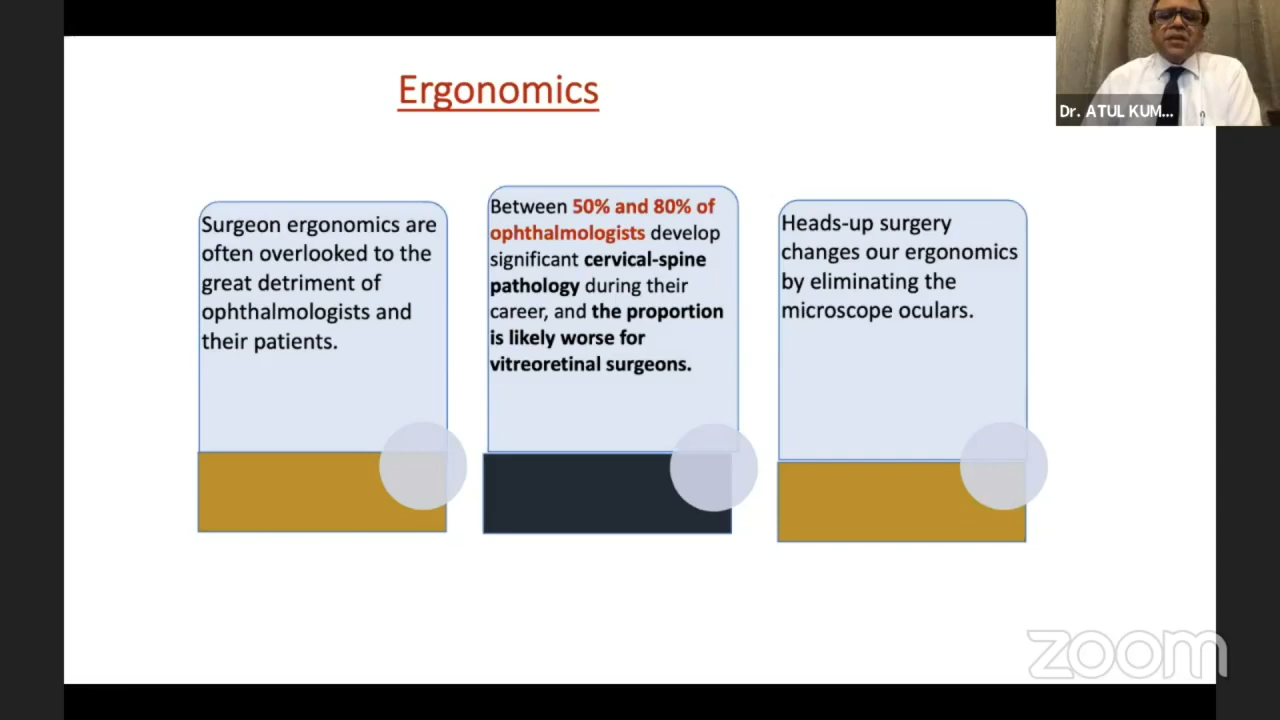 Ergonomics
Dr. ATUL KUM...
Surgeon ergonomics are
often overlooked to the
great detriment of
ophthalmologists and
their patients.
Between 50% and 80% of
ophthalmologists develop
significant cervical-spine
pathology during their
career, and the proportion
is likely worse for
vitreoretinal surgeons.
Heads-up surgery
changes our ergonomics
by eliminating the
microscope oculars.
zoom